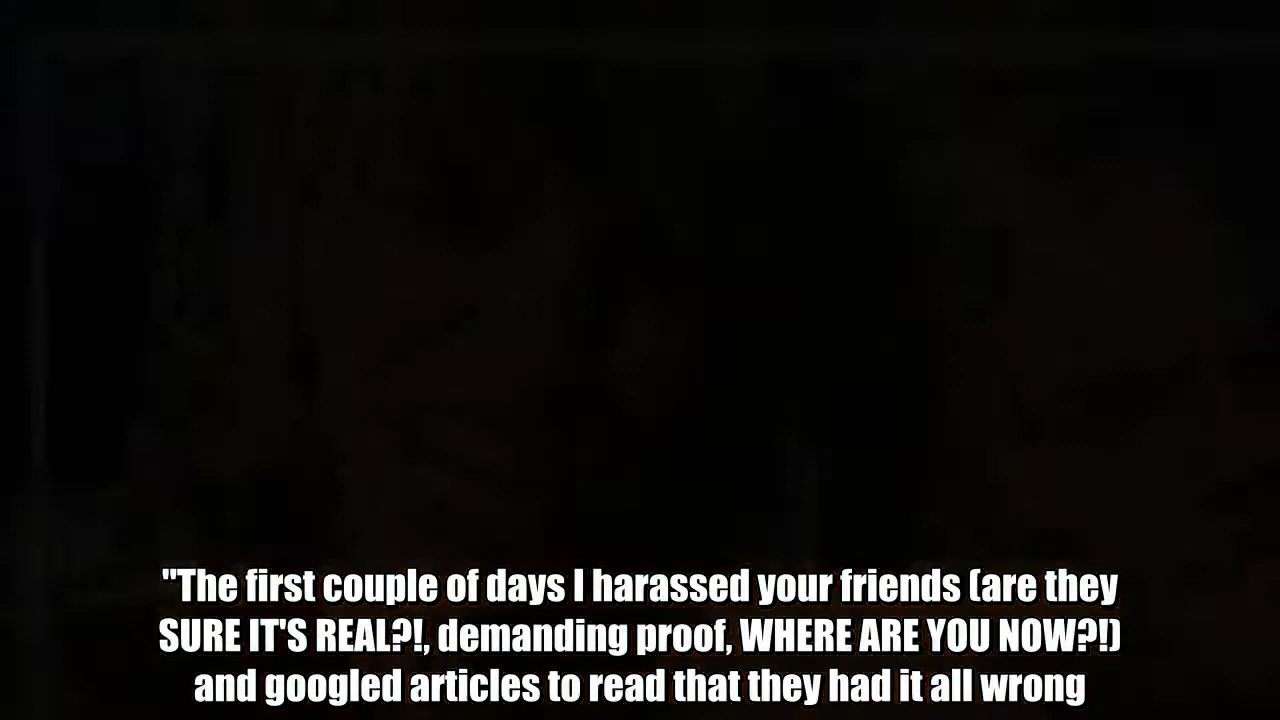 "The first couple of days I harassed your friends (are they
SURE IT'S REAL?!, demanding proof, WHERE ARE YOU NOW?!)
and googled articles to read that they had it all wrong